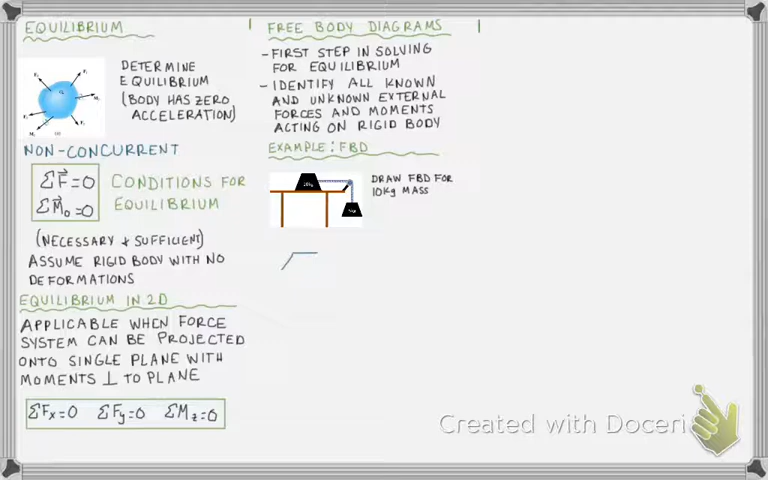 EQUILIBRIUM
DETERMINE
EQUILIBRIUM
(BODY HAS ZERO
ACCELERATION)
NON-CONCURRENT
ΣF⃗=0
ΣM⃗₀=0
CONDITIONS FOR
EQUILIBRIUM
(NECESSARY + SUFFICIENT)
ASSUME RIGID BODY WITH NO
DEFORMATIONS
EQUILIBRIUM IN 2D
APPLICABLE WHEN FORCE
SYSTEM CAN BE PROJECTED
ONTO SINGLE PLANE WITH
MOMENTS ⊥ TO PLANE
ΣFx=0 ΣFy=0 ΣMz=0
FREE BODY DIAGRAMS
-FIRST STEP IN SOLVING
FOR EQUILIBRIUM
-IDENTIFY ALL KNOWN
AND UNKNOWN EXTERNAL
FORCES AND MOMENTS
ACTING ON RIGID BODY
EXAMPLE: FBD
DRAW FBD FOR
10Kg MASS
Created with Doceri